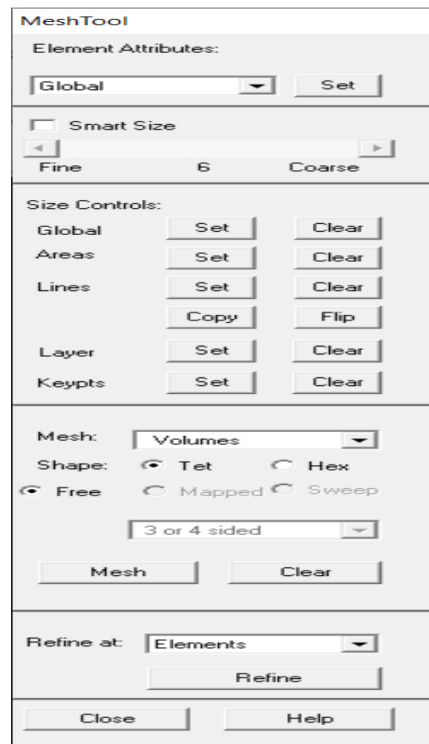 MeshTool
Element Attributes:
Global Set
Smart Size
Fine 6 Coarse
Size Controls:
Global Set Clear
Areas Set Clear
Lines Set Clear
Copy Flip
Layer Set Clear
Keypts Set Clear
Mesh: Volumes
Shape: Tet Hex
Free Mapped Sweep
3 or 4 sided
Mesh Clear
Refine at: Elements
Refine
Close Help